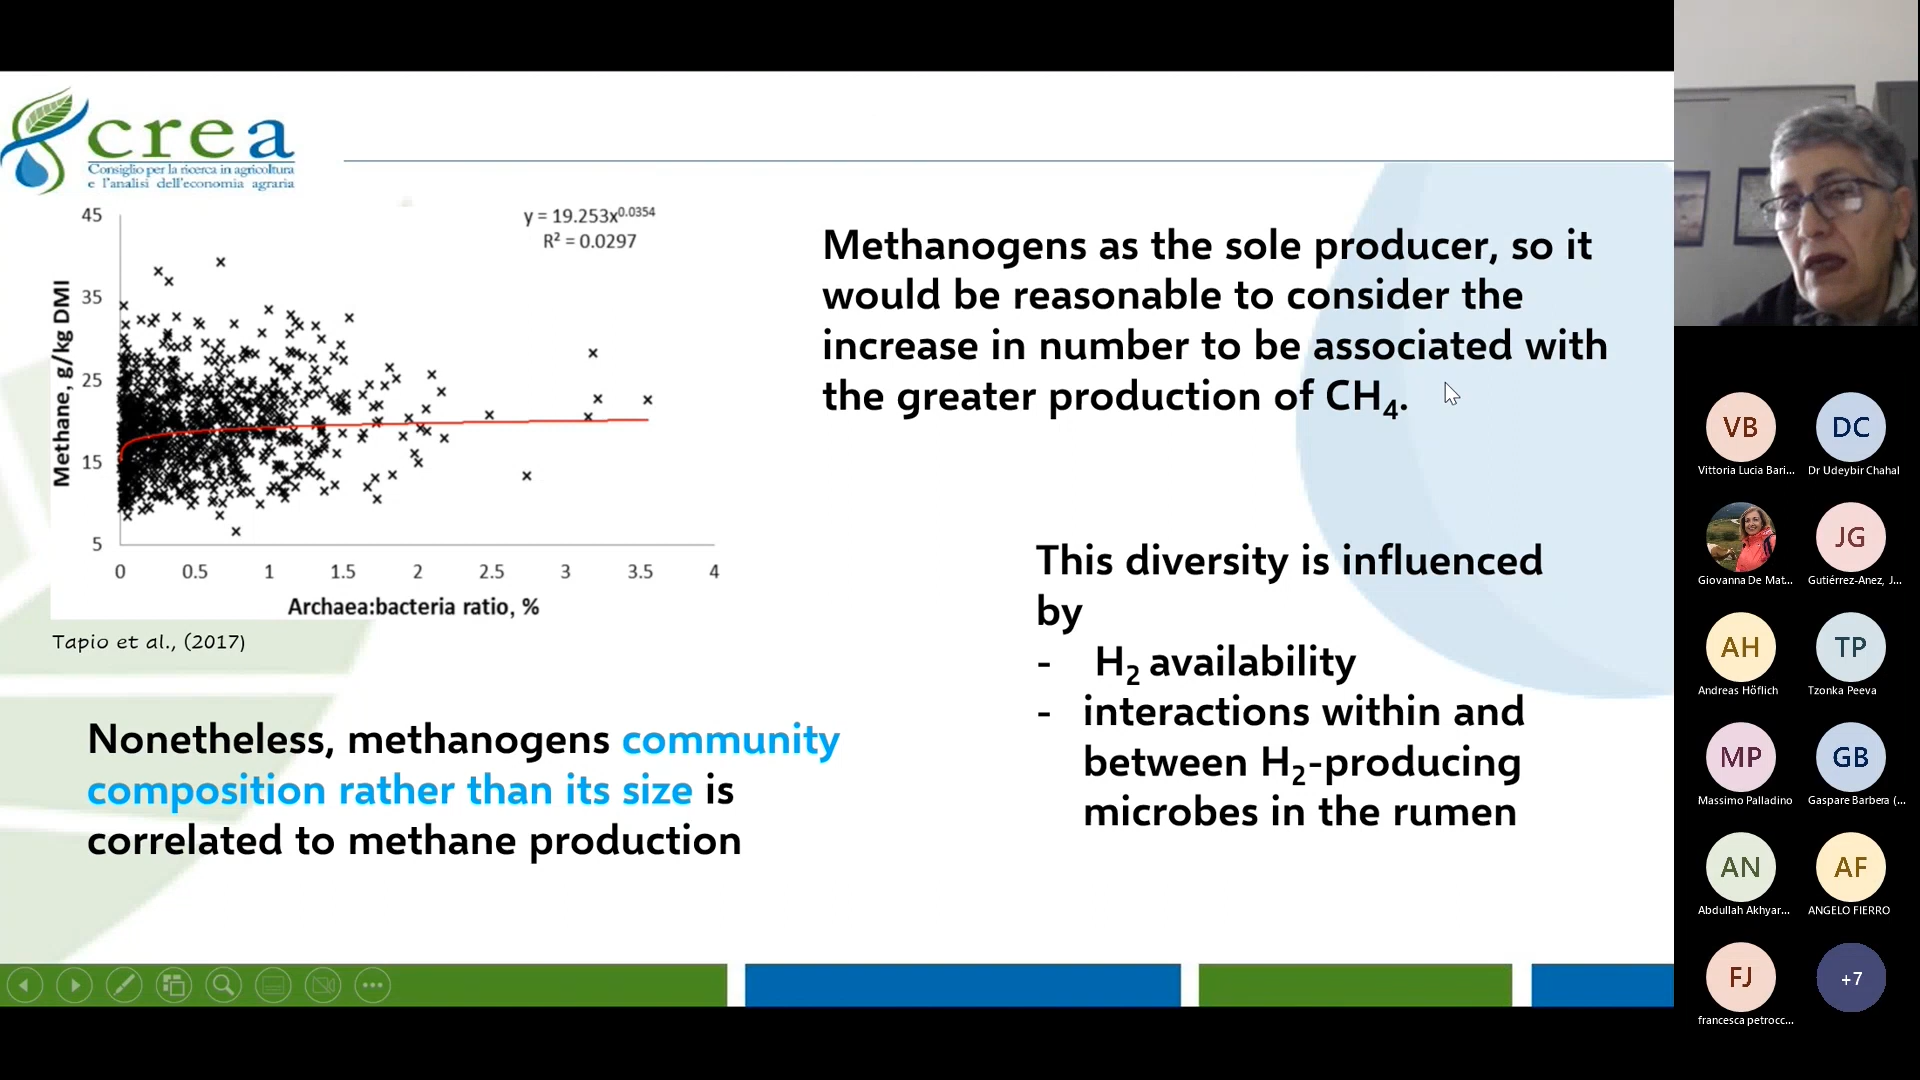 crea
Consiglio per la ricerca in agricoltura
e l'analisi dell'economia agraria
45
35
25
15
5
Methane, g/kg DMI
y = 19.253x^0.0354
R² = 0.0297
0 0.5 1 1.5 2 2.5 3 3.5 4
Archaea:bacteria ratio, %
Tapio et al., (2017)
Methanogens as the sole producer, so it
would be reasonable to consider the
increase in number to be associated with
the greater production of CH₄.
This diversity is influenced
by
- H₂ availability
- interactions within and
between H₂-producing
microbes in the rumen
Nonetheless, methanogens community
composition rather than its size is
correlated to methane production
VB
Vittoria Lucia Bari...
DC
Dr Udeybir Chahal
Giovanna De Mat...
JG
Gutiérrez-Anez, J...
AH
Andreas Höflich
TP
Tzonka Peeva
MP
Massimo Palladino
GB
Gaspare Barbera (...
AN
Abdullah Akhyar...
AF
ANGELO FIERRO
FJ
francesca petrocc...
+7